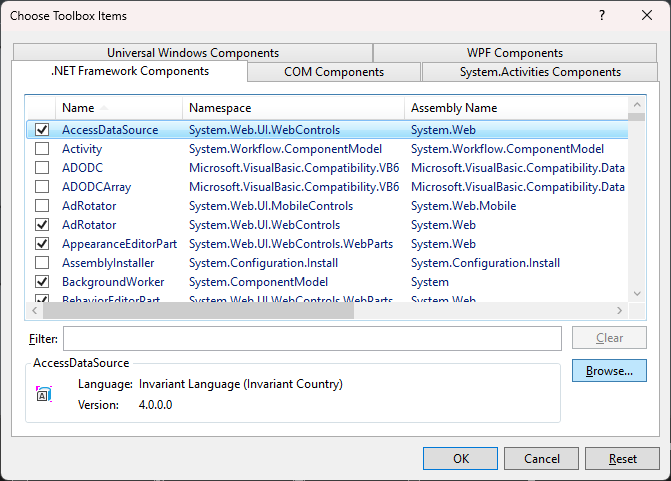 Choose Toolbox Items
Universal Windows Components WPF Components
.NET Framework Components COM Components System.Activities Components
Name Namespace Assembly Name
AccessDataSource System.Web.UI.WebControls System.Web
Activity System.Workflow.ComponentModel System.Workflow.ComponentModel
ADODC Microsoft.VisualBasic.Compatibility.VB6 Microsoft.VisualBasic.Compatibility.Data
ADODCArray Microsoft.VisualBasic.Compatibility.VB6 Microsoft.VisualBasic.Compatibility.Data
AdRotator System.Web.UI.MobileControls System.Web.Mobile
AdRotator System.Web.UI.WebControls System.Web
AppearanceEditorPart System.Web.UI.WebControls.WebParts System.Web
AssemblyInstaller System.Configuration.Install System.Configuration.Install
BackgroundWorker System.ComponentModel System
BehaviorEditorPart System.Web.UI.WebControls.WebParts System.Web
Filter: Clear
AccessDataSource
Browse...
Language: Invariant Language (Invariant Country)
Version: 4.0.0.0
OK Cancel Reset